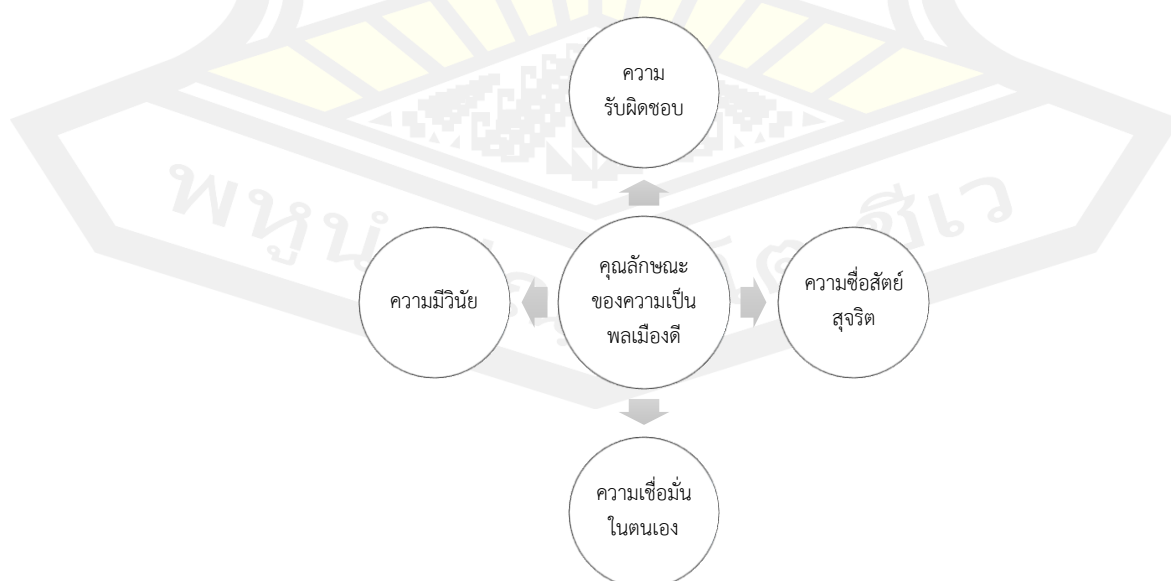 ความ
รับผิดชอบ
ความมีวินัย
คุณลักษณะ
ของความเป็น
พลเมืองดี
ความซื่อสัตย์
สุจริต
ความเชื่อมั่น
ในตนเอง